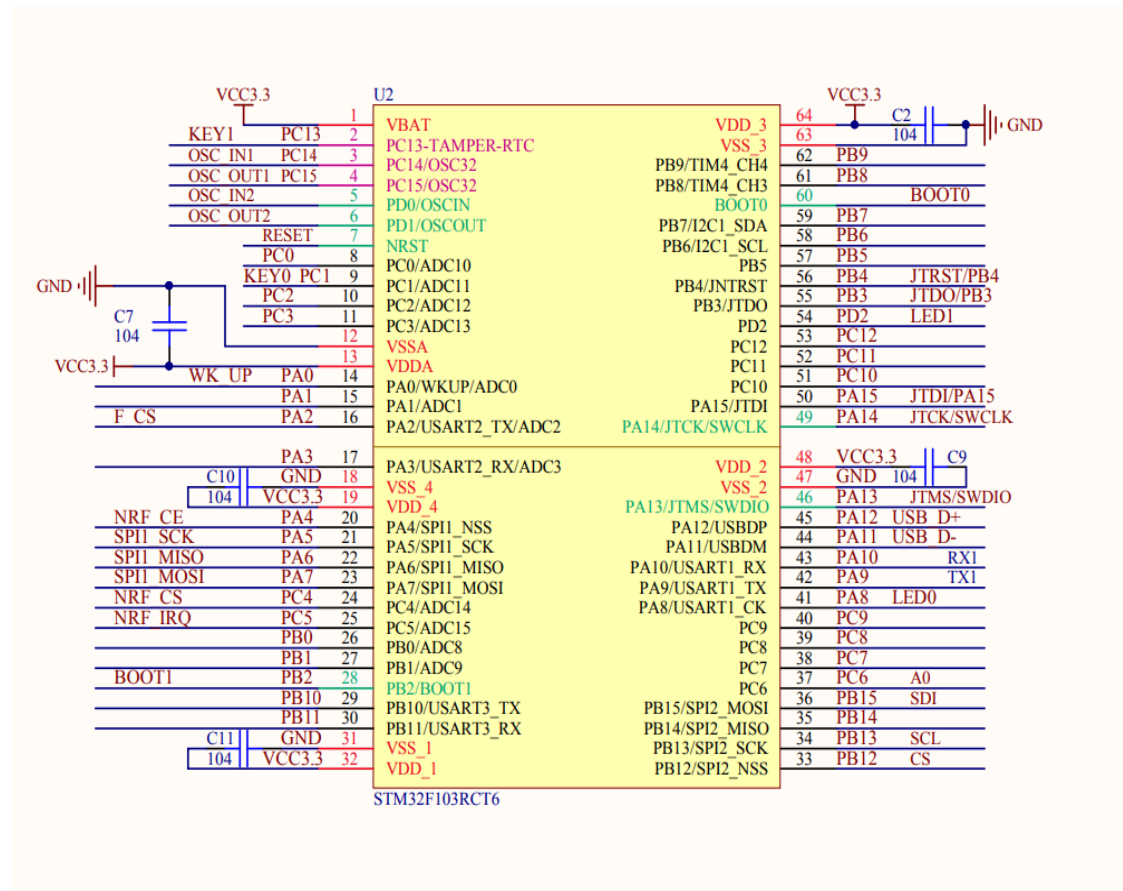 VCC3.3 U2 VCC3.3
1 VBAT VDD_3 64 C2 104 GND
KEY1 PC13 2 PC13-TAMPER-RTC VSS_3 63
OSC_IN1 PC14 3 PC14/OSC32 PB9/TIM4_CH4 62 PB9
OSC_OUT1 PC15 4 PC15/OSC32 PB8/TIM4_CH3 61 PB8
OSC_IN2 5 PD0/OSCIN BOOT0 60 BOOT0
OSC_OUT2 6 PD1/OSCOUT PB7/I2C1_SDA 59 PB7
RESET 7 NRST PB6/I2C1_SCL 58 PB6
PC0 8 PC0/ADC10 PB5 57 PB5
GND KEY0 PC1 9 PC1/ADC11 PB4/JNTRST 56 PB4 JTRST/PB4
PC2 10 PC2/ADC12 PB3/JTDO 55 PB3 JTDO/PB3
C7 104 PC3 11 PC3/ADC13 PD2 54 PD2 LED1
12 VSSA PC12 53 PC12
VCC3.3 13 VDDA PC11 52 PC11
WK_UP PA0 14 PA0/WKUP/ADC0 PC10 51 PC10
PA1 15 PA1/ADC1 PA15/JTDI 50 PA15 JTDI/PA15
F_CS PA2 16 PA2/USART2_TX/ADC2 PA14/JTCK/SWCLK 49 PA14 JTCK/SWCLK
PA3 17 PA3/USART2_RX/ADC3 VDD_2 48 VCC3.3 C9
C10 GND 18 VSS_4 VSS_2 47 GND 104
104 VCC3.3 19 VDD_4 PA13/JTMS/SWDIO 46 PA13 JTMS/SWDIO
NRF_CE PA4 20 PA4/SPI1_NSS PA12/USBDP 45 PA12 USB_D+
SPI1_SCK PA5 21 PA5/SPI1_SCK PA11/USBDM 44 PA11 USB_D-
SPI1_MISO PA6 22 PA6/SPI1_MISO PA10/USART1_RX 43 PA10 RX1
SPI1_MOSI PA7 23 PA7/SPI1_MOSI PA9/USART1_TX 42 PA9 TX1
NRF_CS PC4 24 PC4/ADC14 PA8/USART1_CK 41 PA8 LED0
NRF_IRQ PC5 25 PC5/ADC15 PC9 40 PC9
PB0 26 PB0/ADC8 PC8 39 PC8
PB1 27 PB1/ADC9 PC7 38 PC7
BOOT1 PB2 28 PB2/BOOT1 PC6 37 PC6 A0
PB10 29 PB10/USART3_TX PB15/SPI2_MOSI 36 PB15 SDI
PB11 30 PB11/USART3_RX PB14/SPI2_MISO 35 PB14
C11 GND 31 VSS_1 PB13/SPI2_SCK 34 PB13 SCL
104 VCC3.3 32 VDD_1 PB12/SPI2_NSS 33 PB12 CS
STM32F103RCT6